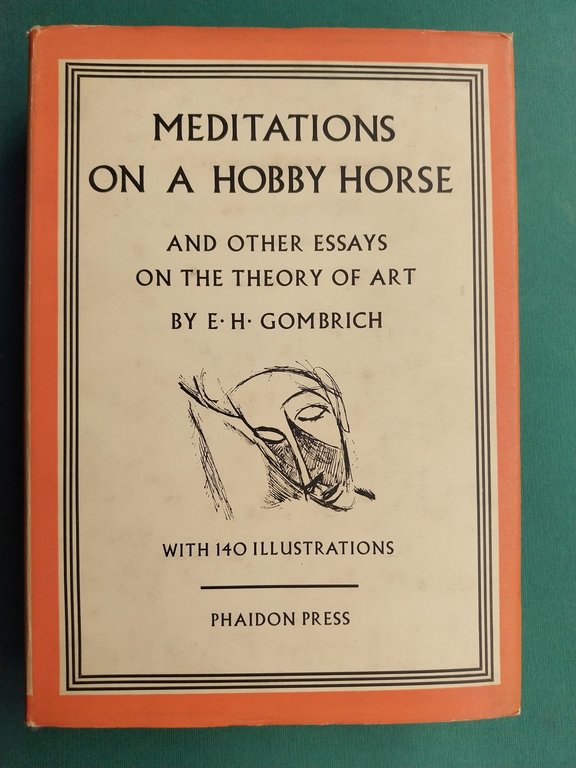 MEDITATIONS
ON A HOBBY HORSE
AND OTHER ESSAYS
ON THE THEORY OF ART
BY E·H· GOMBRICH
WITH 140 ILLUSTRATIONS
PHAIDON PRESS